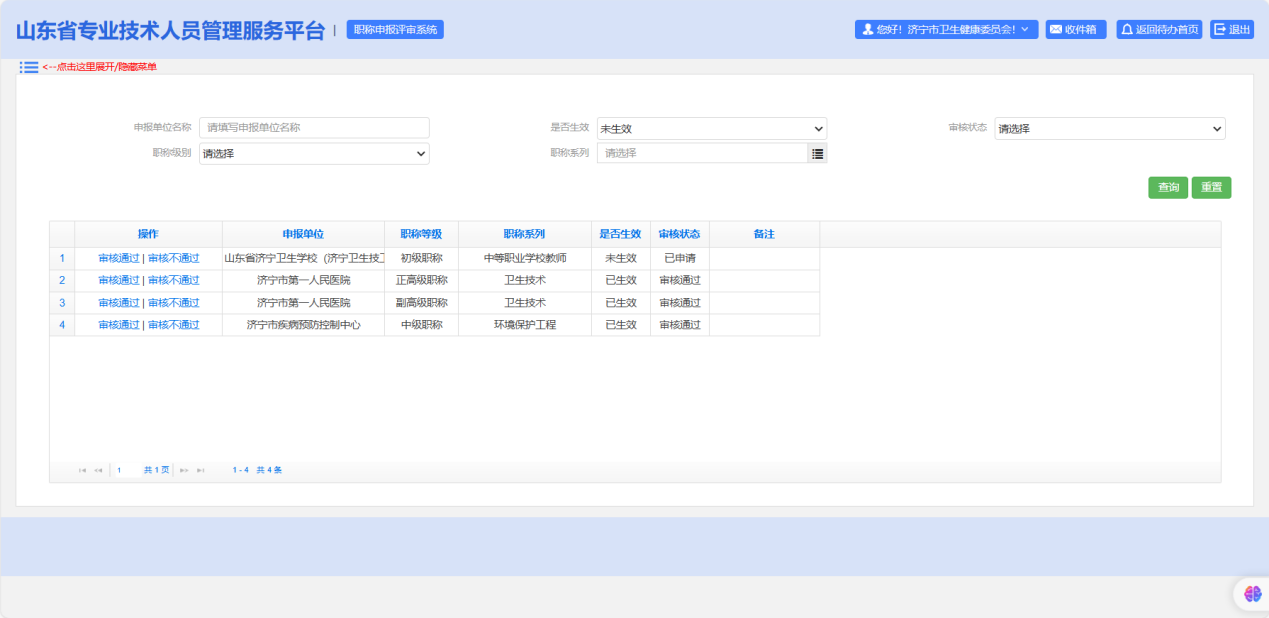 山东省专业技术人员管理服务平台 | 职称申报评审系统 您好！济宁市卫生健康委员会！ 收件箱 返回待办首页 退出
<--点击这里展开/隐藏菜单
申报单位名称 请填写申报单位名称 是否生效 未生效 审核状态 请选择
职称级别 请选择 职称系列 请选择
查询 重置
操作 申报单位 职称等级 职称系列 是否生效 审核状态 备注
1 审核通过 | 审核不通过 山东省济宁卫生学校（济宁卫生技工 初级职称 中等职业学校教师 未生效 已申请
2 审核通过 | 审核不通过 济宁市第一人民医院 正高级职称 卫生技术 已生效 审核通过
3 审核通过 | 审核不通过 济宁市第一人民医院 副高级职称 卫生技术 已生效 审核通过
4 审核通过 | 审核不通过 济宁市疾病预防控制中心 中级职称 环境保护工程 已生效 审核通过
1 共 1 页 1 - 4 共 4 条